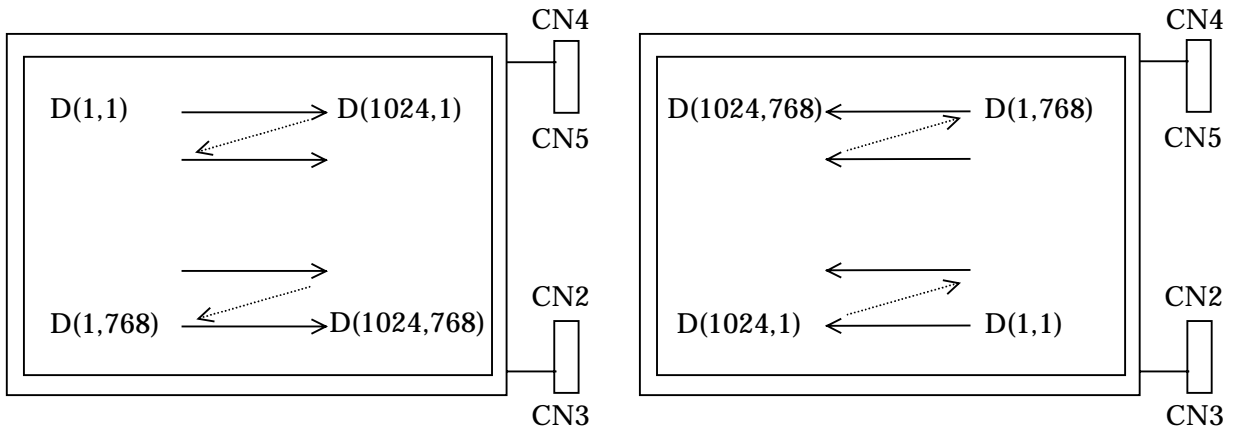 CN4
D(1,1) D(1024,1)
CN5
CN2
D(1,768) D(1024,768)
CN3
CN4
D(1024,768) D(1,768)
CN5
CN2
D(1024,1) D(1,1)
CN3